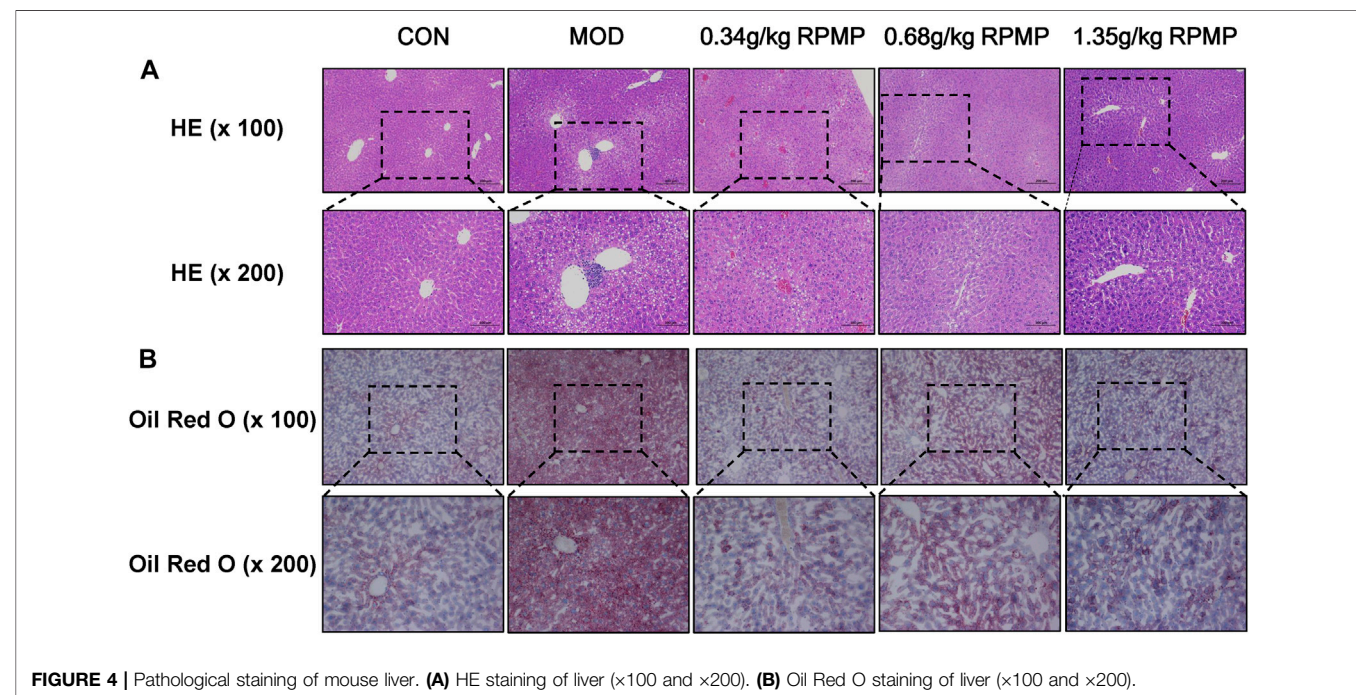 CON MOD 0.34g/kg RPMP 0.68g/kg RPMP 1.35g/kg RPMP
A
HE (x 100)
HE (x 200)
B
Oil Red O (x 100)
Oil Red O (x 200)
FIGURE 4 | Pathological staining of mouse liver. (A) HE staining of liver (×100 and ×200). (B) Oil Red O staining of liver (×100 and ×200).